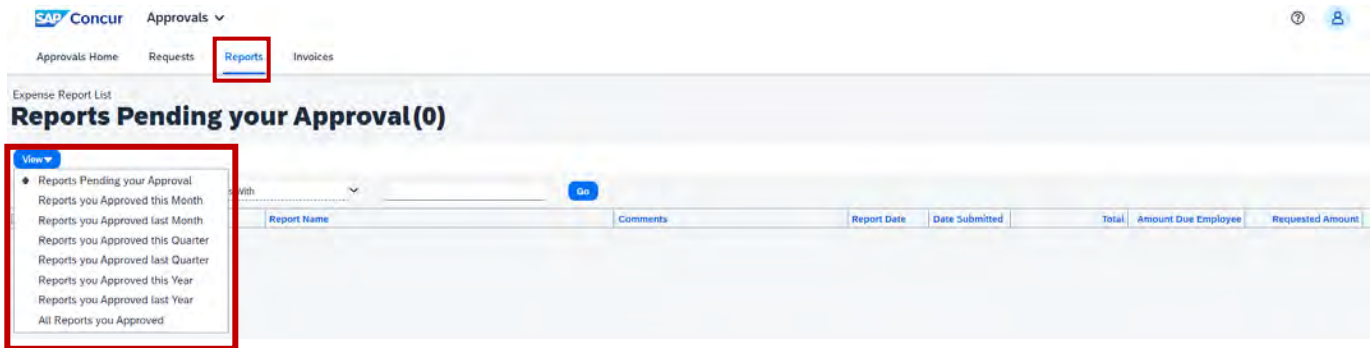 SAP Concur Approvals
Approvals Home Requests Reports Invoices
Expense Report List
Reports Pending your Approval(0)
View
Reports Pending your Approval
With
Go
Reports you Approved this Month
Reports you Approved last Month
Report Name Comments Report Date Date Submitted Total Amount Due Employee Requested Amount
Reports you Approved this Quarter
Reports you Approved last Quarter
Reports you Approved this Year
Reports you Approved last Year
All Reports you Approved